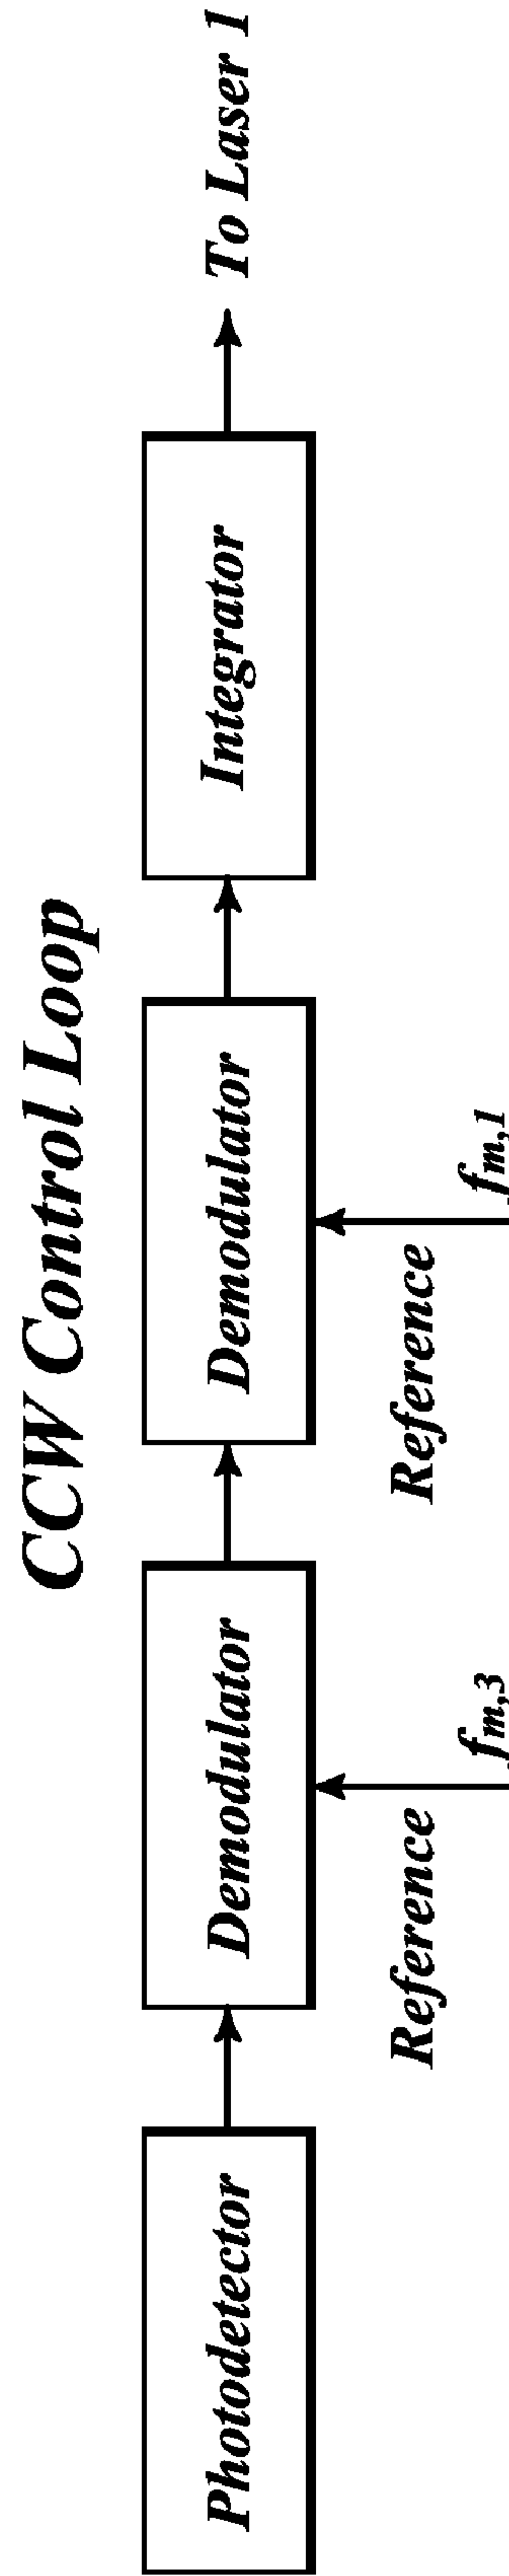 CCW Control Loop
Photodetector
Demodulator
Demodulator
Integrator
To Laser 1
Reference
fm,3
Reference
fm,1